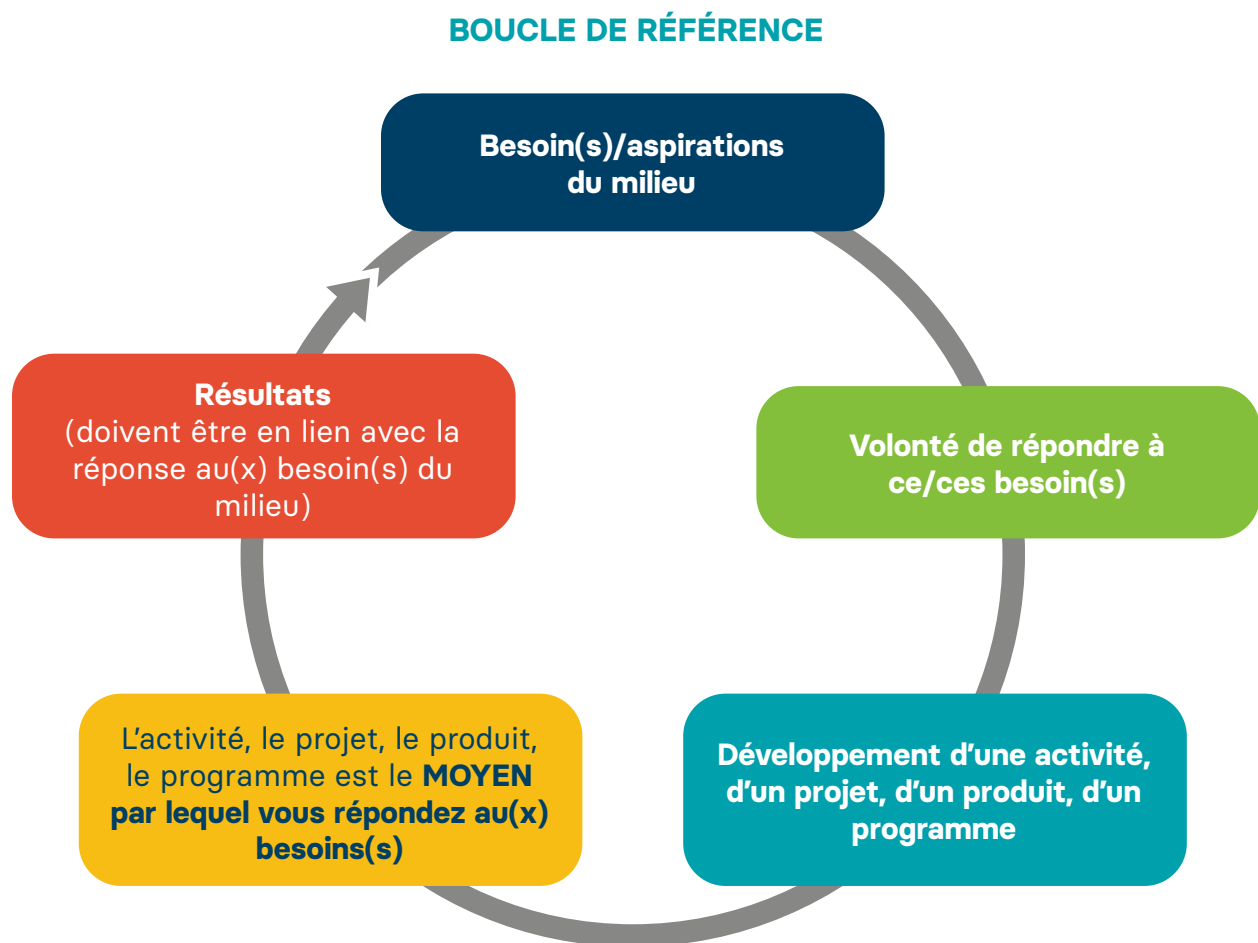 BOUCLE DE RÉFÉRENCE
Besoin(s)/aspirations
du milieu
Volonté de répondre à
ce/ces besoin(s)
Développement d’une activité,
d’un projet, d’un produit, d’un
programme
L’activité, le projet, le produit,
le programme est le MOYEN
par lequel vous répondez au(x)
besoins(s)
Résultats
(doivent être en lien avec la
réponse au(x) besoin(s) du
milieu)